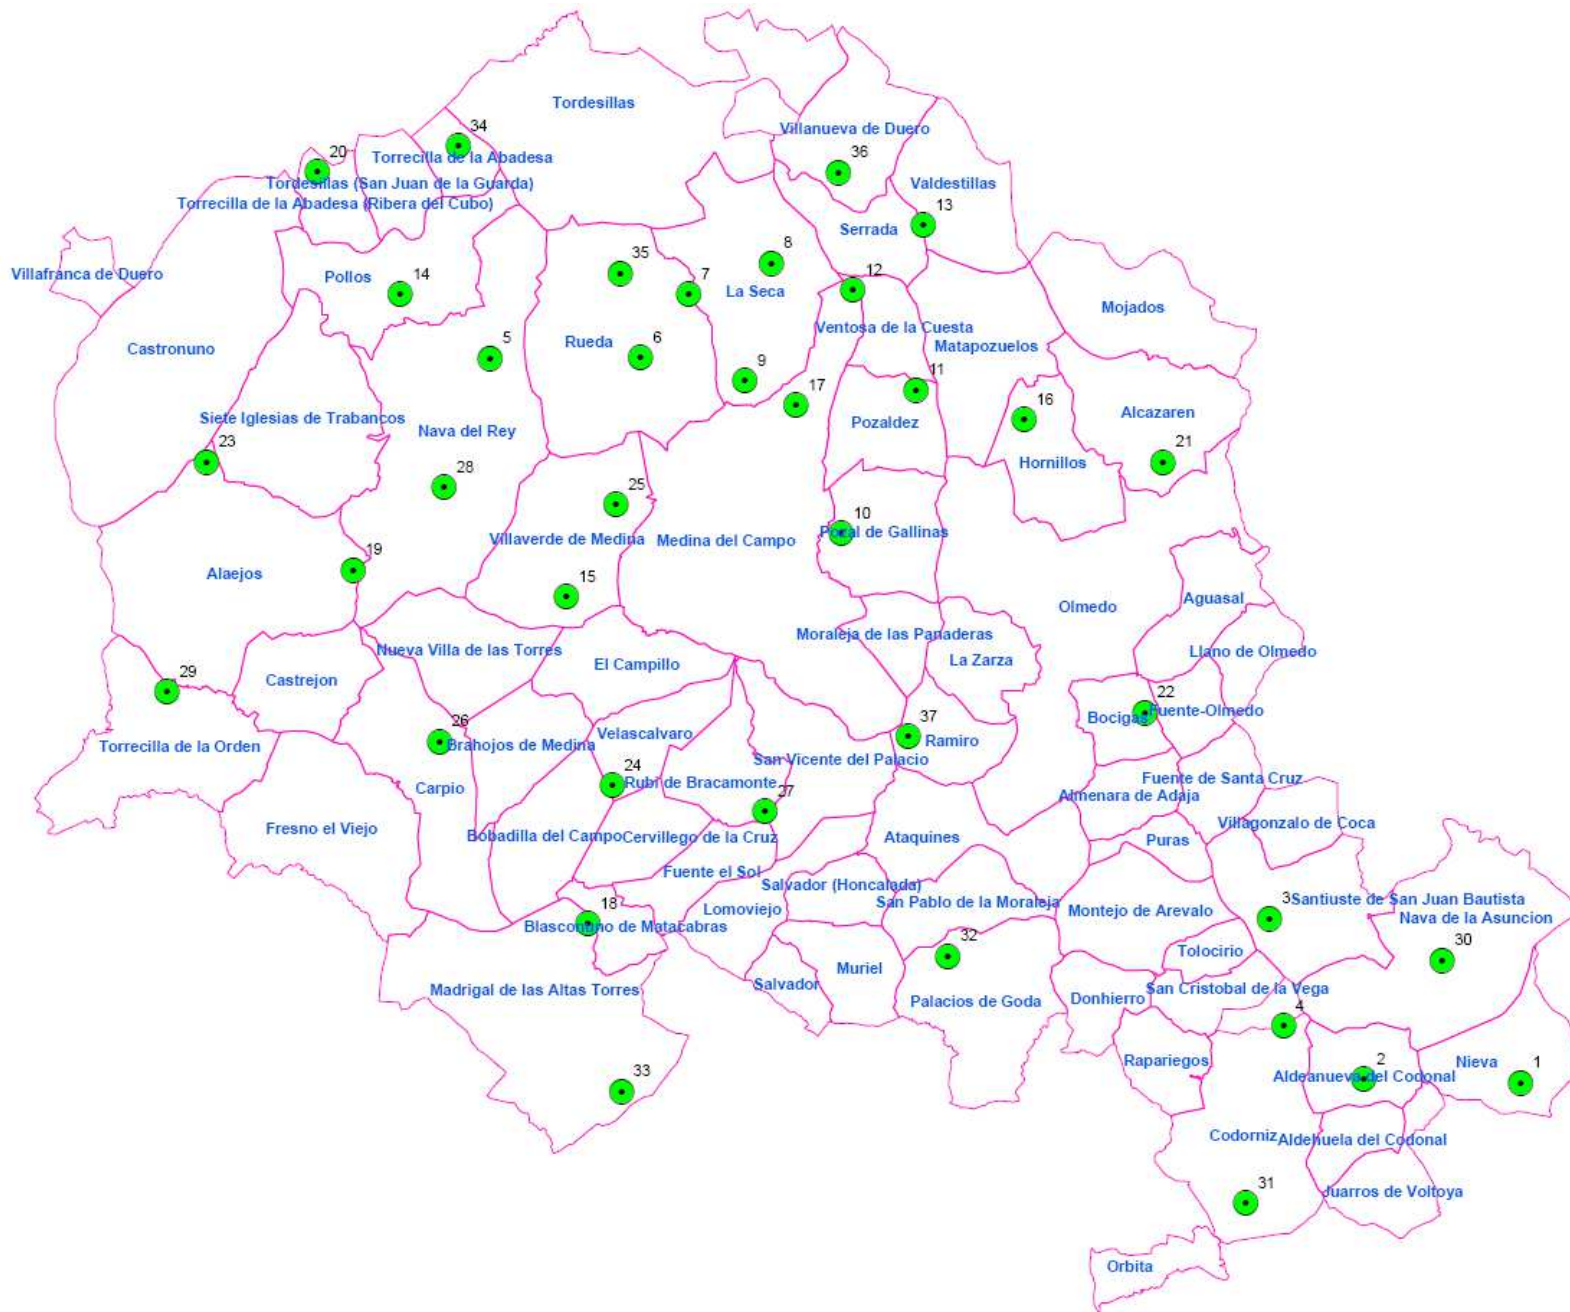 Tordesillas
34
Torrecilla de la Abadesa
20
Tordesillas (San Juan de la Guarda)
Torrecilla de la Abadesa (Ribera del Cubo)
Villanueva de Duero
36
Valdestillas
13
Serrada
Villafranca de Duero
Pollos
14
35
7
8
La Seca
12
Mojados
Castronuno
5
Rueda
6
Ventosa de la Cuesta
Matapozuelos
9
17
11
16
Siete Iglesias de Trabancos
Nava del Rey
Pozaldez
Alcazaren
23
28
Hornillos
21
25
Villaverde de Medina
Medina del Campo
10
Pozal de Gallinas
19
Alaejos
15
Olmedo
Aguasal
Nueva Villa de las Torres
El Campillo
Moraleja de las Panaderas
La Zarza
Llano de Olmedo
29
Castrejon
22
Bocigas
Fuente-Olmedo
Torrecilla de la Orden
26
Brahojos de Medina
Velascalvaro
San Vicente del Palacio
37
Ramiro
24
Rubi de Bracamonte
27
Carpio
Fuente de Santa Cruz
Almenara de Adaja
Fresno el Viejo
Bobadilla del Campo
Cervillego de la Cruz
Ataquines
Villagonzalo de Coca
Puras
Fuente el Sol
Salvador (Honcalada)
San Pablo de la Moraleja
Lomoviejo
Montejo de Arevalo
3
Santiuste de San Juan Bautista
Nava de la Asuncion
18
Blasconuno de Matacabras
32
Tolocirio
30
Madrigal de las Altas Torres
Salvador
Muriel
Palacios de Goda
Donhierro
San Cristobal de la Vega
4
Rapariegos
Nieva
1
2
Aldeanueva del Codonal
33
Codorniz
Aldehuela del Codonal
31
Juarros de Voltoya
Orbita